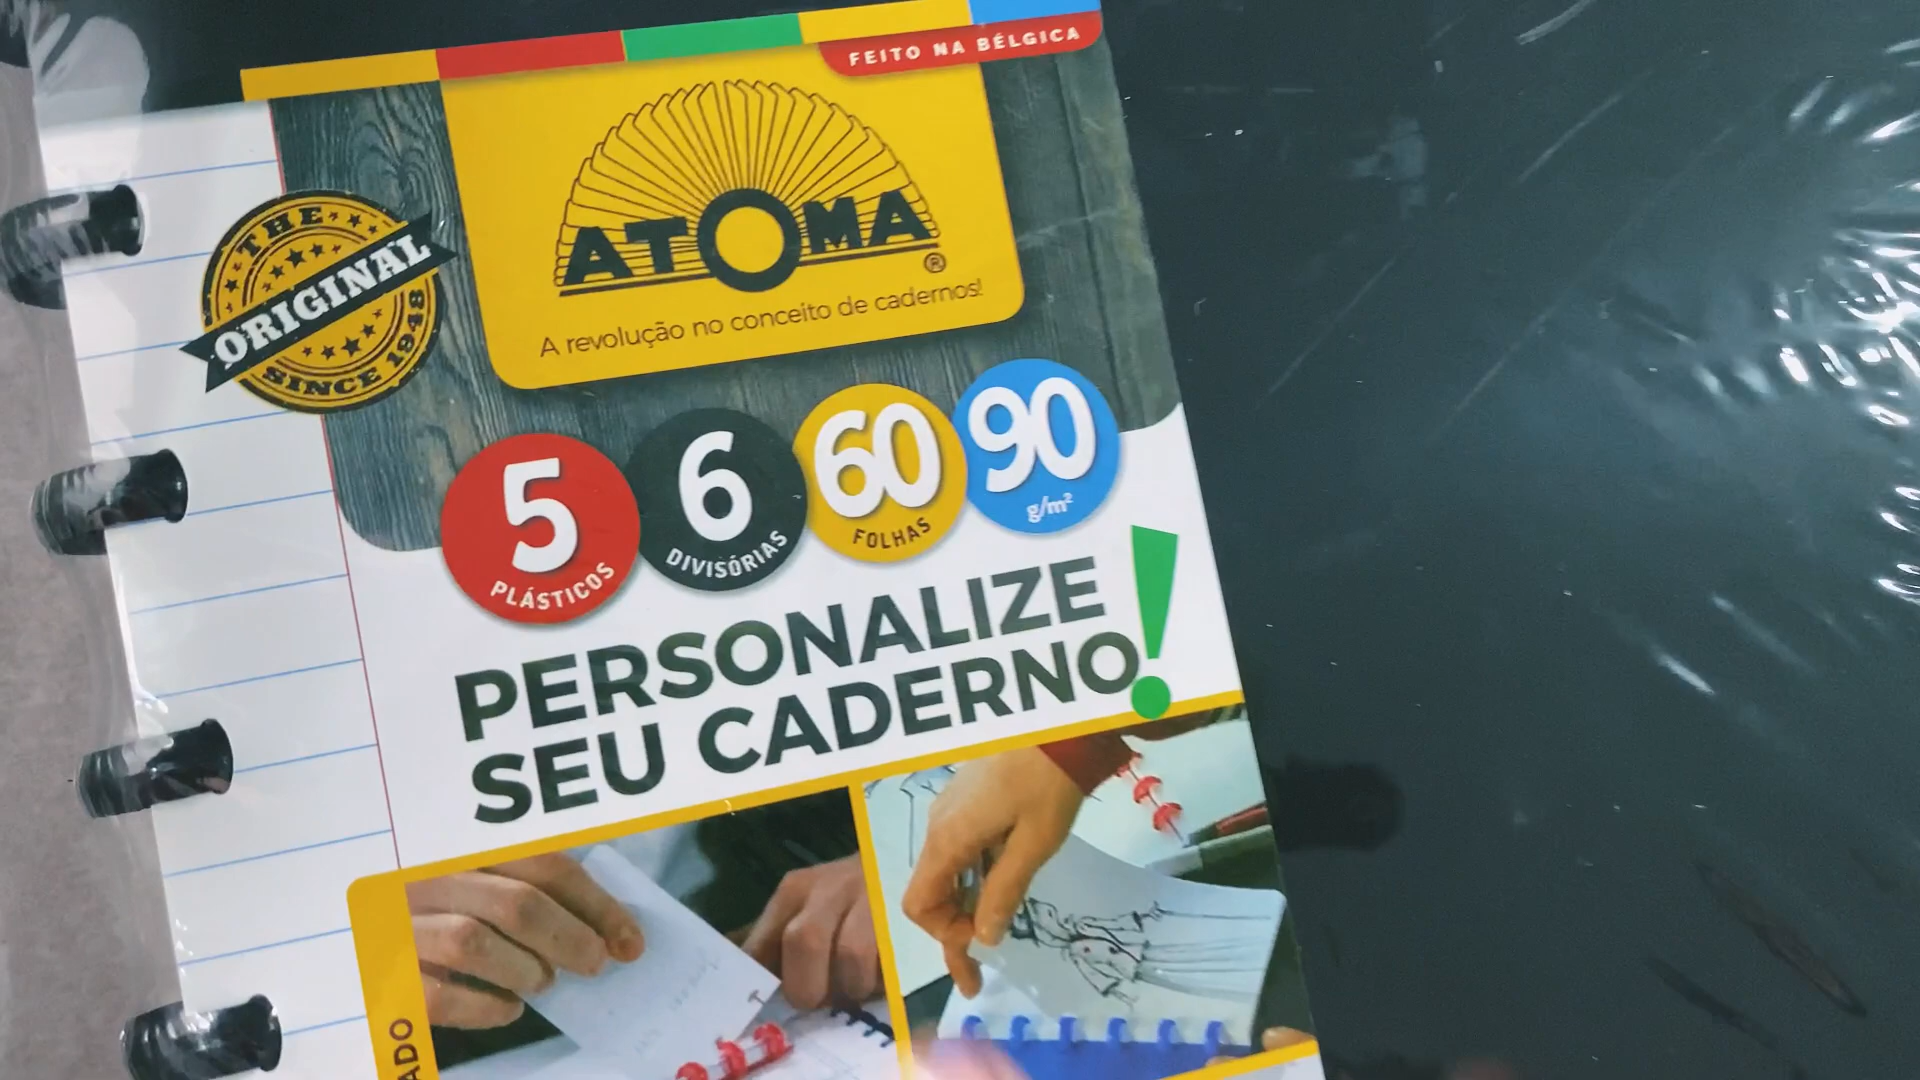 FEITO NA BÉLGICA
ATOMA®
A revolução no conceito de cadernos!
THE
ORIGINAL
SINCE 1948
5
PLÁSTICOS
6
DIVISÓRIAS
60
FOLHAS
90
g/m²
PERSONALIZE
SEU CADERNO!
ADO